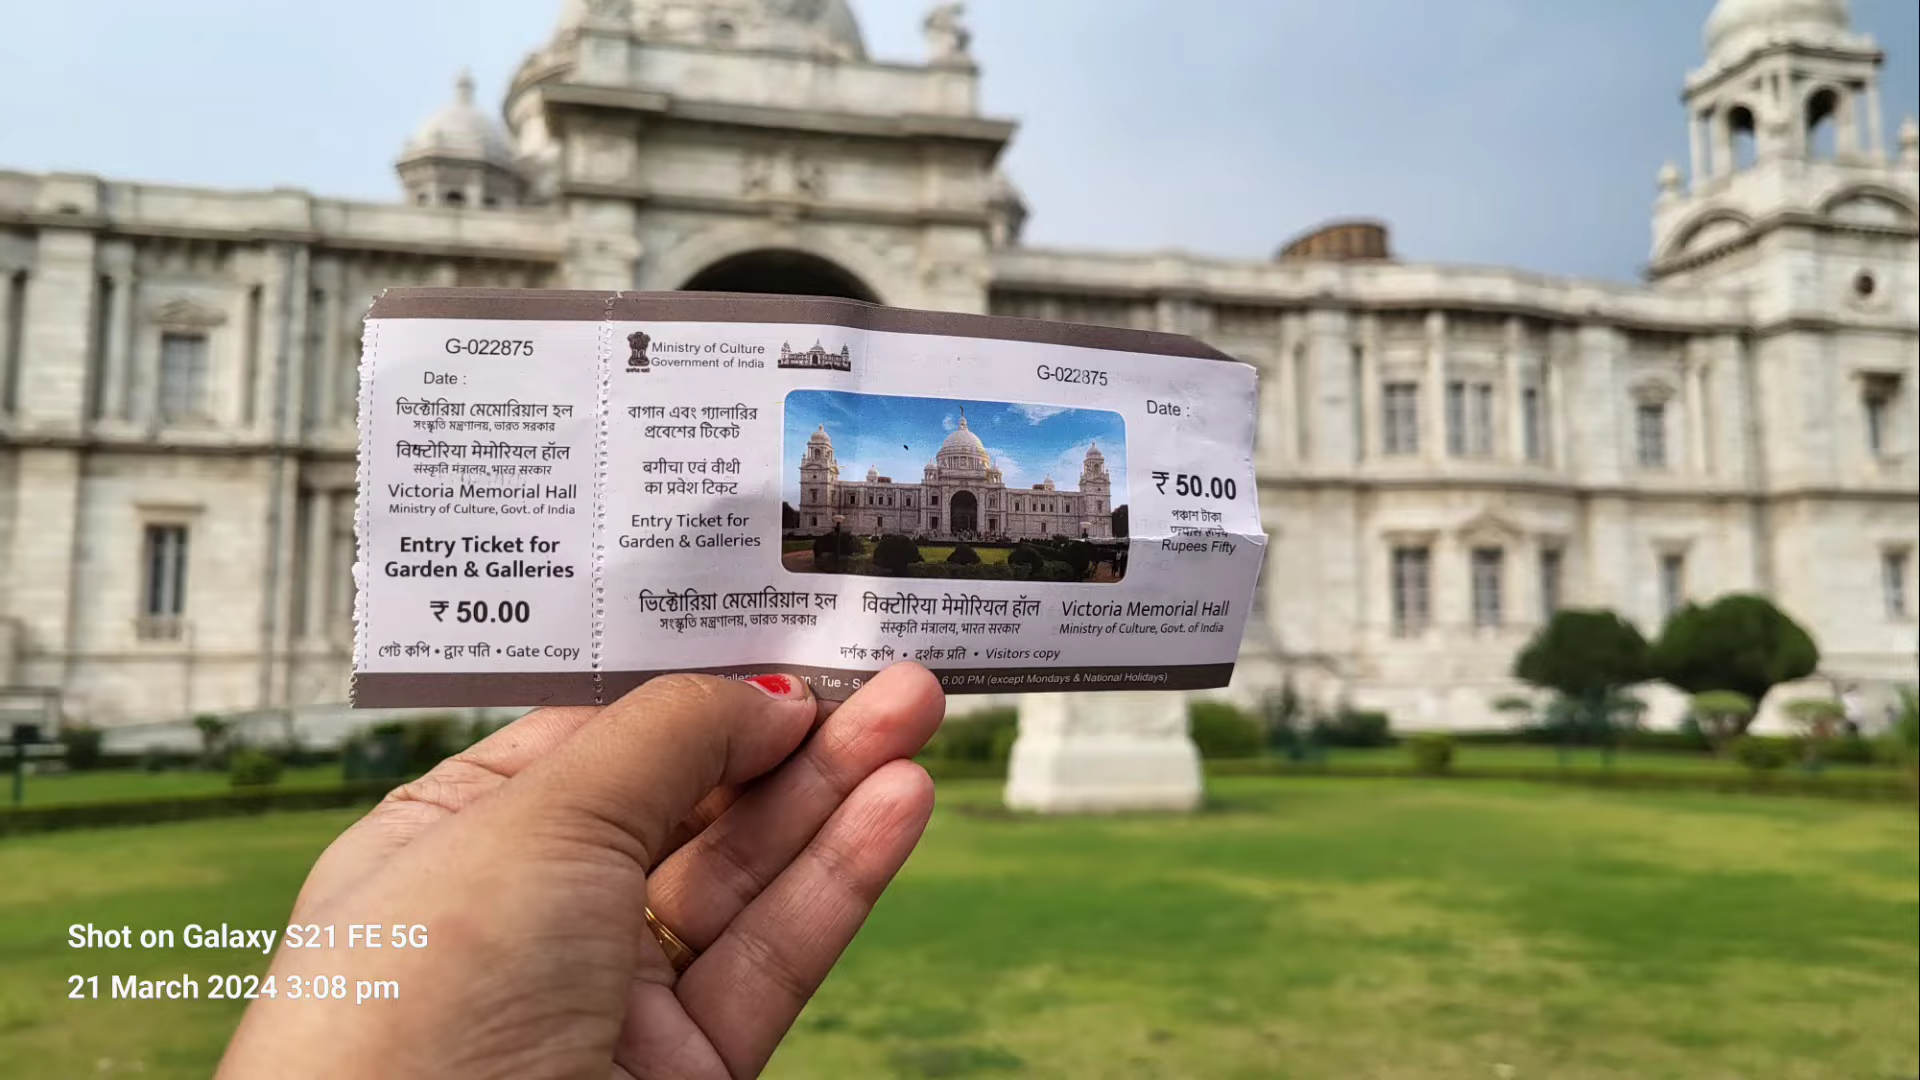 G-022875
Date :
ভিক্টোরিয়া মেমোরিয়াল হল
সংস্কৃতি মন্ত্রণালয়, ভারত সরকার
विक्टोरिया मेमोरियल हॉल
संस्कृति मंत्रालय, भारत सरकार
Victoria Memorial Hall
Ministry of Culture, Govt. of India
Entry Ticket for
Garden & Galleries
₹ 50.00
গেট কপি • द्वार प्रति • Gate Copy
Ministry of Culture
Government of India
G-022875
Date :
বাগান এবং গ্যালারির
প্রবেশের টিকেট
बगीचा एवं वीथी
का प्रवेश टिकट
Entry Ticket for
Garden & Galleries
₹ 50.00
পঞ্চাশ টাকা
Rupees Fifty
ভিক্টোরিয়া মেমোরিয়াল হল
সংস্কৃতি মন্ত্রণালয়, ভারত সরকার
विक्टोरिया मेमोरियल हॉल
संस्कृति मंत्रालय, भारत सरकार
Victoria Memorial Hall
Ministry of Culture, Govt. of India
দর্শক কপি • दर्शक प्रति • Visitors copy
: Tue - 6.00 PM (except Mondays & National Holidays)
Shot on Galaxy S21 FE 5G
21 March 2024 3:08 pm